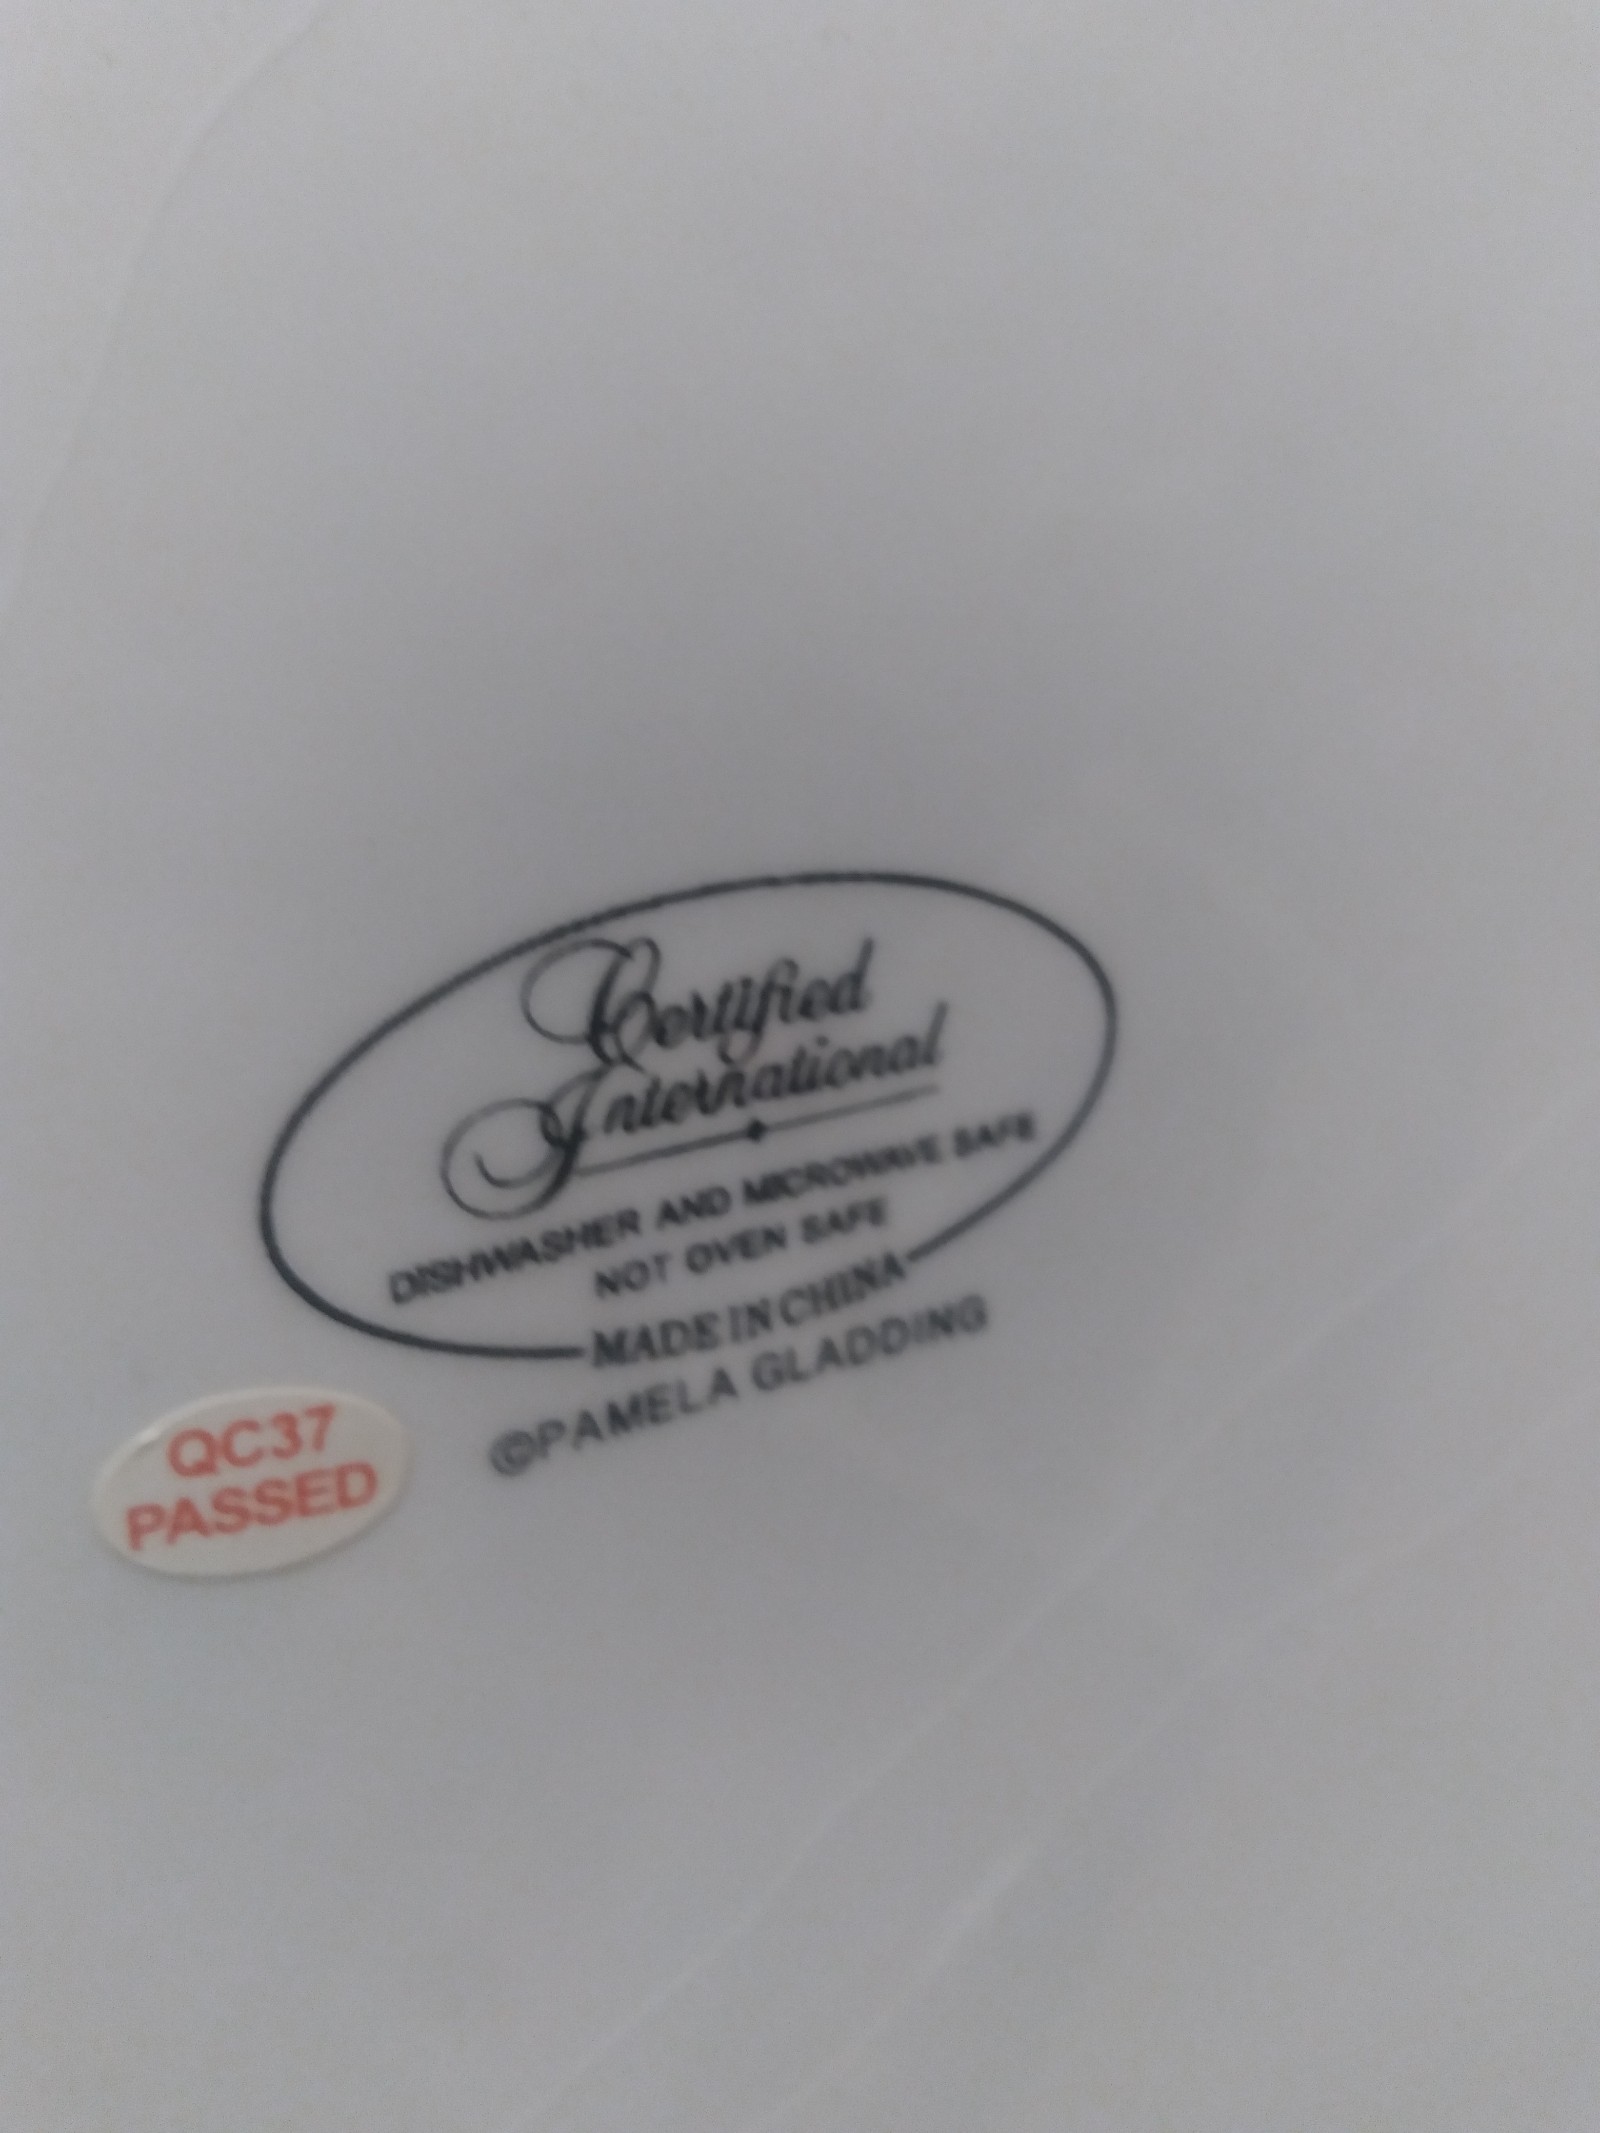 Certified
International
DISHWASHER AND MICROWAVE SAFE
NOT OVEN SAFE
MADE IN CHINA
©PAMELA GLADDING
QC37
PASSED